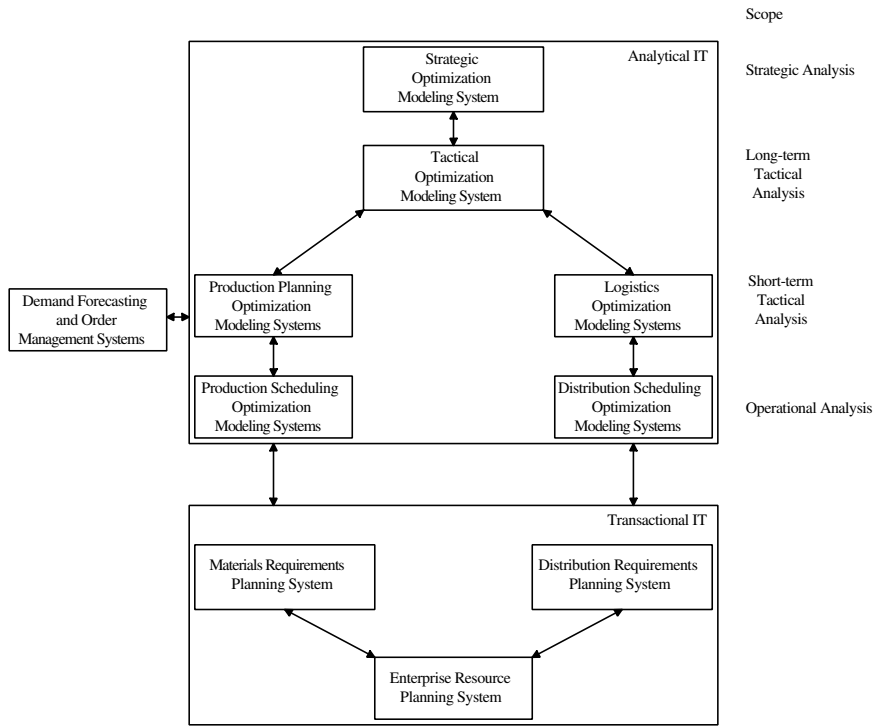 Scope
Analytical IT
Strategic
Optimization
Modeling System
Strategic Analysis
Tactical
Optimization
Modeling System
Long-term
Tactical
Analysis
Demand Forecasting
and Order
Management Systems
Production Planning
Optimization
Modeling Systems
Logistics
Optimization
Modeling Systems
Short-term
Tactical
Analysis
Production Scheduling
Optimization
Modeling Systems
Distribution Scheduling
Optimization
Modeling Systems
Operational Analysis
Transactional IT
Materials Requirements
Planning System
Distribution Requirements
Planning System
Enterprise Resource
Planning System